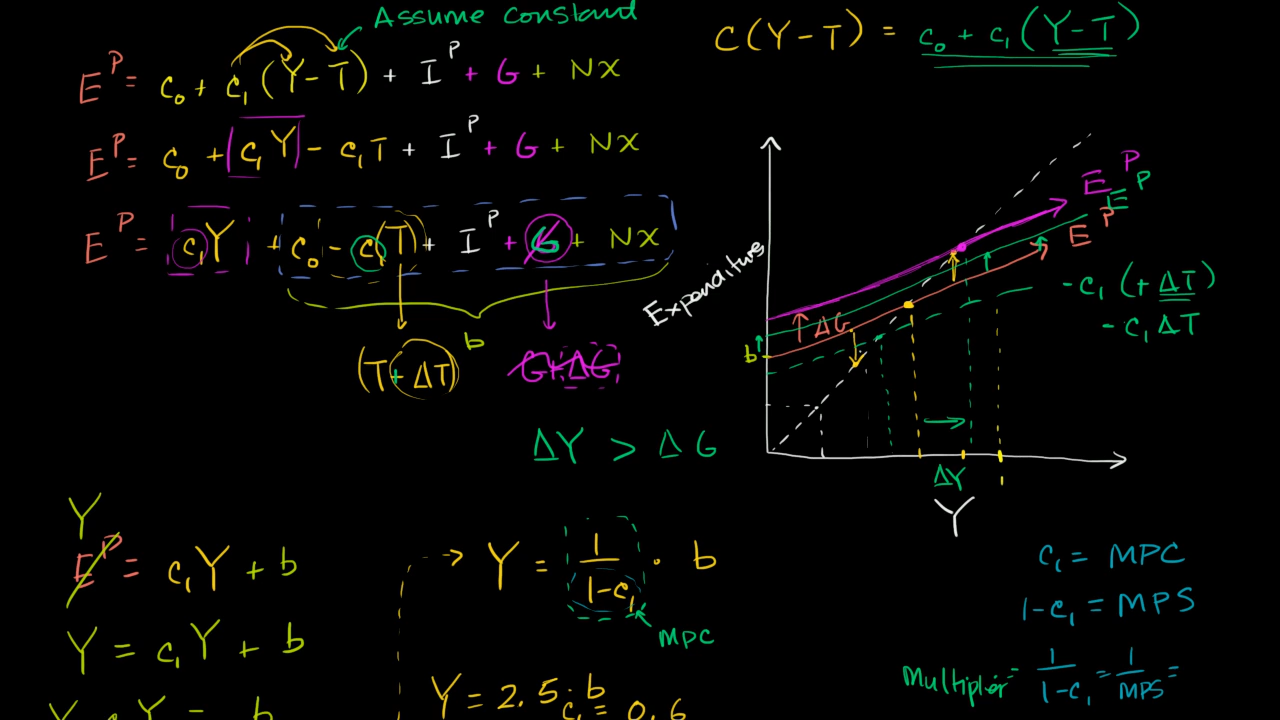 Assume constant
C(Y-T) = c₀ + c₁(Y-T)
Eᴾ = c₀ + c₁(Y-T) + Iᴾ + G + NX
Eᴾ = c₀ + c₁Y - c₁T + Iᴾ + G + NX
Eᴾ = c₁Y + c₀ - c₁T + Iᴾ + G + NX
(T+ΔT)
b
G+ΔG
ΔY > ΔG
Expenditure
Eᴾ
Eᴾ
Eᴾ
-c₁(+ΔT)
-c₁ΔT
ΔG
b
ΔY
Y
Y
Eᴾ = c₁Y + b
Y = c₁Y + b
Y = 1/(1-c₁) · b
MPC
Y = 2.5 · b
c₁ = 0.6
c₁ = MPC
1-c₁ = MPS
Multiplier = 1/(1-c₁) = 1/MPS =